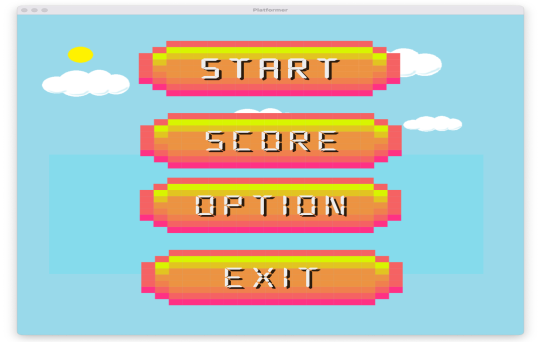 Platformer
START
SCORE
OPTION
EXIT